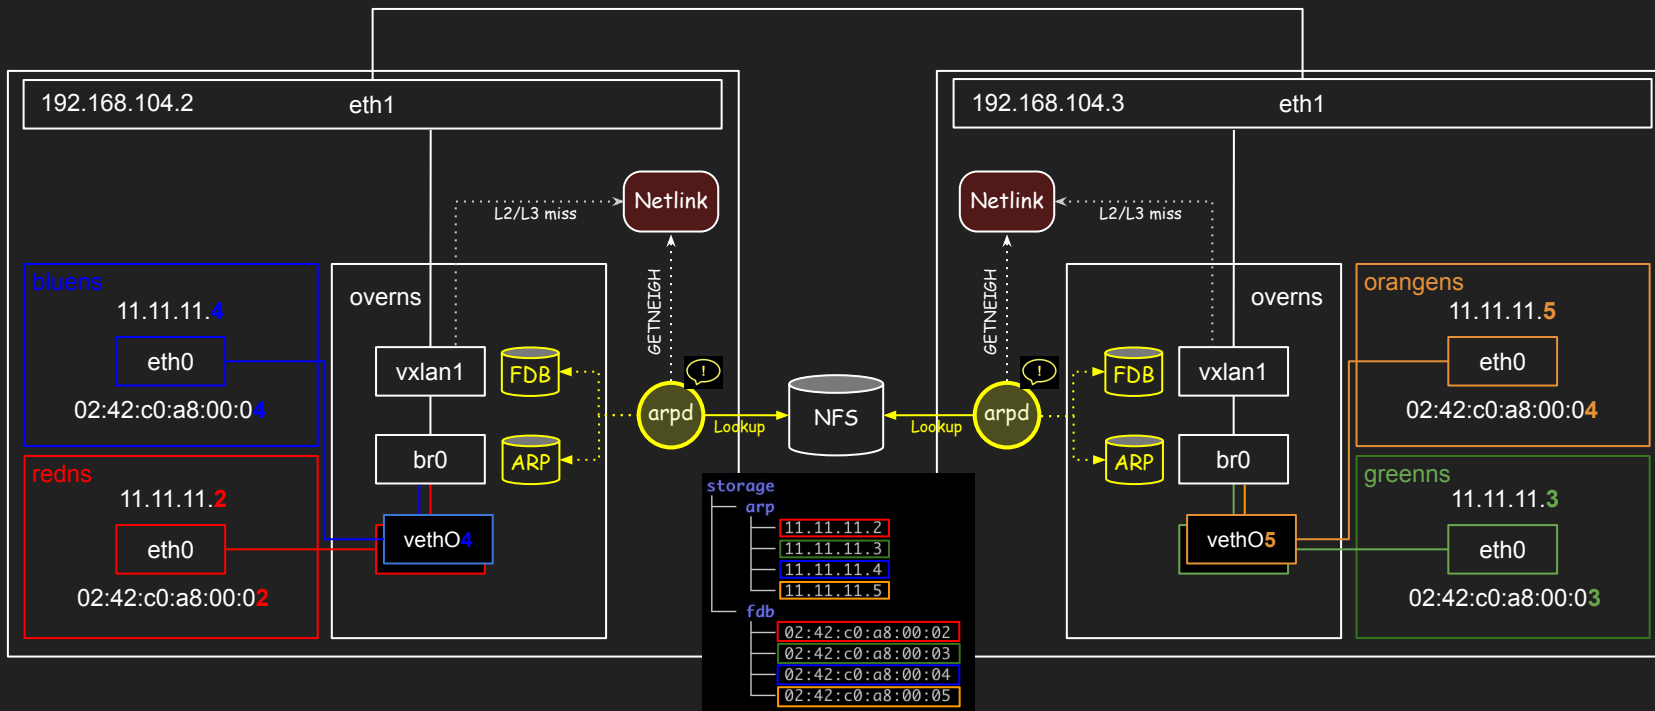 192.168.104.2 eth1
192.168.104.3 eth1
Netlink
L2/L3 miss
GETNEIGH
Netlink
L2/L3 miss
GETNEIGH
bluens
11.11.11.4
eth0
02:42:c0:a8:00:04
redns
11.11.11.2
eth0
02:42:c0:a8:00:02
overns
vxlan1
br0
vethO4
FDB
ARP
!
arpd
Lookup
NFS
Lookup
!
arpd
FDB
ARP
overns
vxlan1
br0
vethO5
orangens
11.11.11.5
eth0
02:42:c0:a8:00:04
greenns
11.11.11.3
eth0
02:42:c0:a8:00:03
storage
arp
11.11.11.2
11.11.11.3
11.11.11.4
11.11.11.5
fdb
02:42:c0:a8:00:02
02:42:c0:a8:00:03
02:42:c0:a8:00:04
02:42:c0:a8:00:05